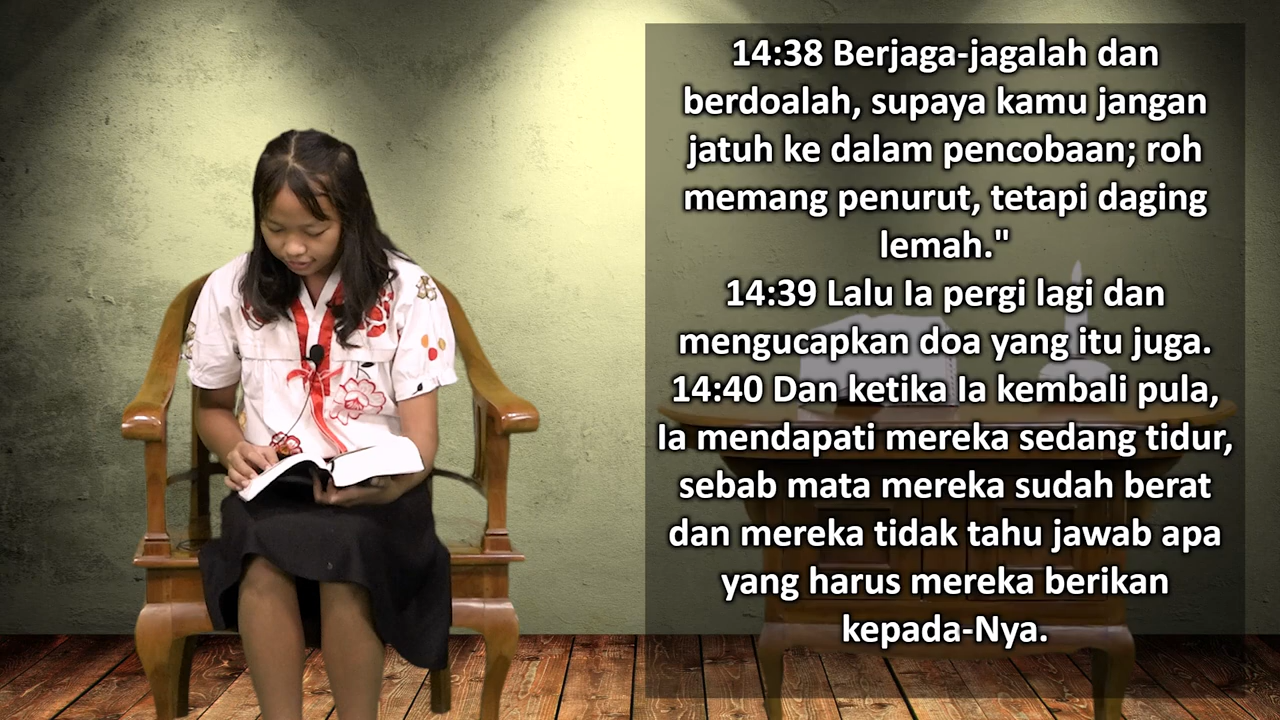 14:38 Berjaga-jagalah dan
berdoalah, supaya kamu jangan
jatuh ke dalam pencobaan; roh
memang penurut, tetapi daging
lemah."
14:39 Lalu Ia pergi lagi dan
mengucapkan doa yang itu juga.
14:40 Dan ketika Ia kembali pula,
Ia mendapati mereka sedang tidur,
sebab mata mereka sudah berat
dan mereka tidak tahu jawab apa
yang harus mereka berikan
kepada-Nya.